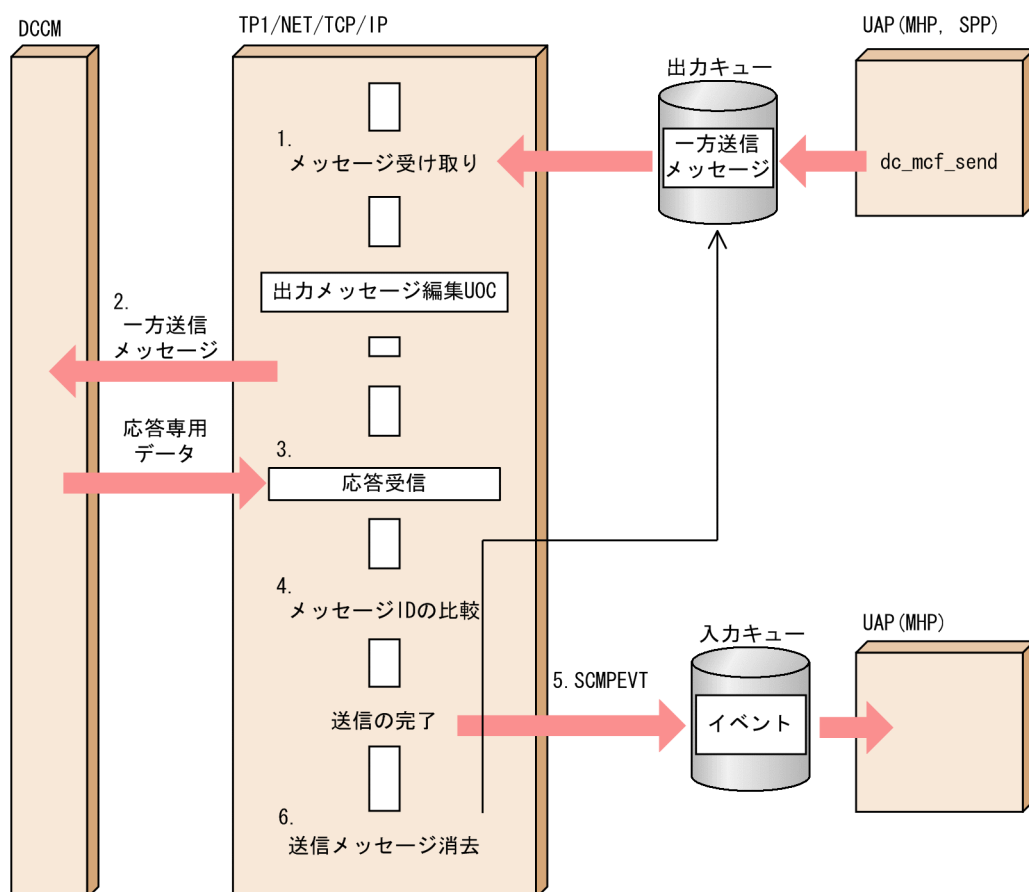 DCCM
TP1/NET/TCP/IP
UAP(MHP, SPP)
出力キュー
1.
メッセージ受け取り
一方送信
メッセージ
dc_mcf_send
出力メッセージ編集UOC
2.
一方送信
メッセージ
応答専用
データ
3.
応答受信
4.
メッセージIDの比較
入力キュー
UAP(MHP)
5. SCMPEVT
送信の完了
イベント
6.
送信メッセージ消去